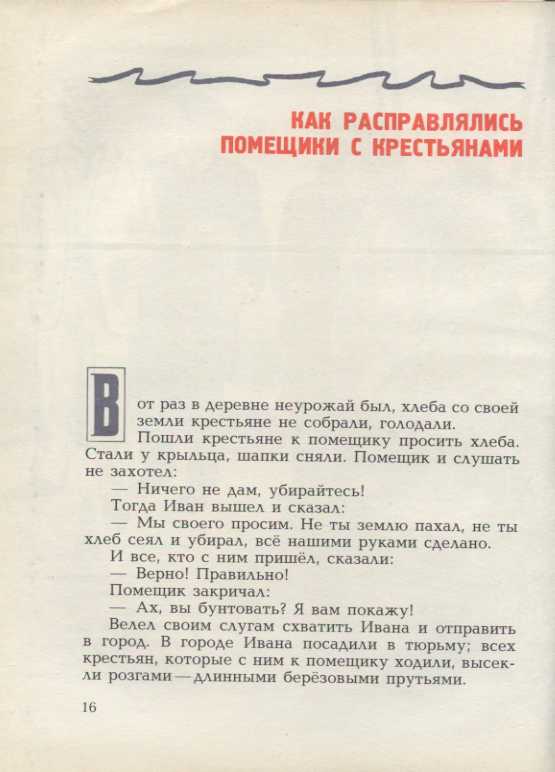 КАК РАСПРАВЛЯЛИСЬ
ПОМЕЩИКИ С КРЕСТЬЯНАМИ
Вот раз в деревне неурожай был, хлеба со своей
земли крестьяне не собрали, голодали.
Пошли крестьяне к помещику просить хлеба.
Стали у крыльца, шапки сняли. Помещик и слушать
не захотел:
— Ничего не дам, убирайтесь!
Тогда Иван вышел и сказал:
— Мы своего просим. Не ты землю пахал, не ты
хлеб сеял и убирал, всё нашими руками сделано.
И все, кто с ним пришёл, сказали:
— Верно! Правильно!
Помещик закричал:
— Ах, вы бунтовать? Я вам покажу!
Велел своим слугам схватить Ивана и отправить
в город. В городе Ивана посадили в тюрьму; всех
крестьян, которые с ним к помещику ходили, высек-
ли розгами — длинными берёзовыми прутьями.
16